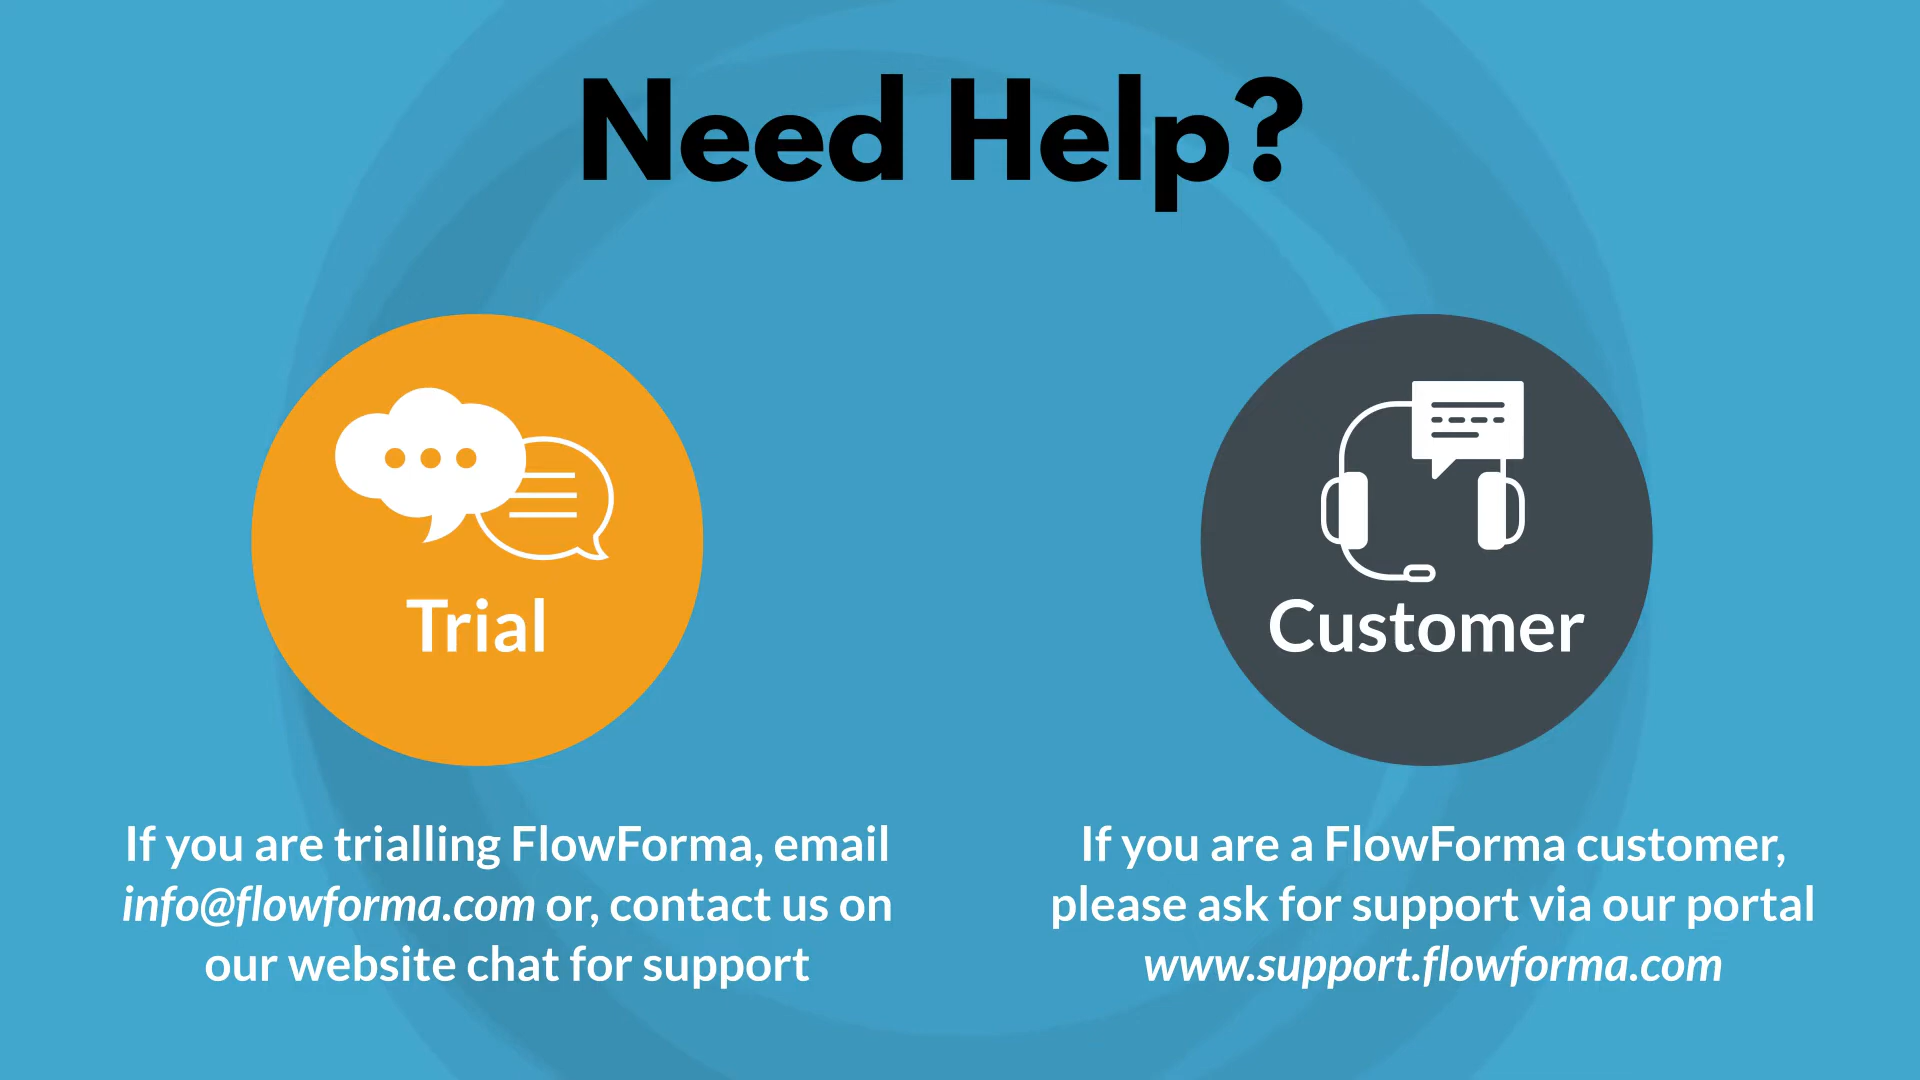 Need Help?
Trial
If you are trialling FlowForma, email
info@flowforma.com or, contact us on
our website chat for support
Customer
If you are a FlowForma customer,
please ask for support via our portal
www.support.flowforma.com